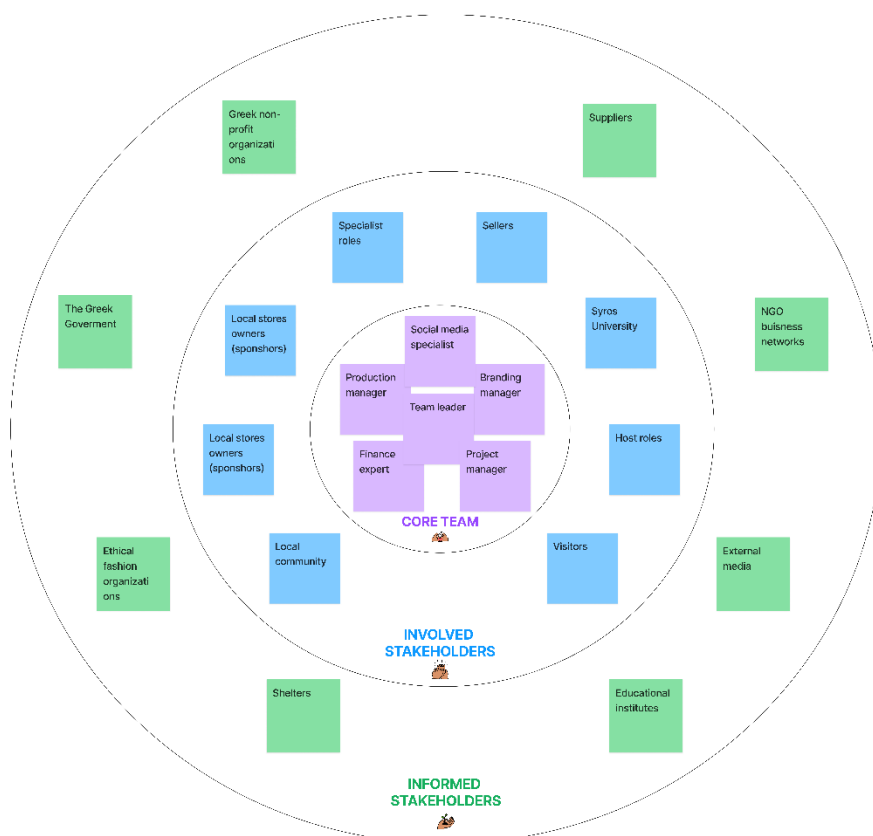 Greek non-
profit
organizati
ons
Suppliers
Specialist
roles
Sellers
The Greek
Goverment
Local stores
owners
(sponshors)
Syros
University
NGO
buisness
networks
Social media
specialist
Production
manager
Branding
manager
Team leader
Local stores
owners
(sponshors)
Host roles
Finance
expert
Project
manager
CORE TEAM
Ethical
fashion
organizati
ons
Local
community
Visitors
External
media
INVOLVED
STAKEHOLDERS
Shelters
Educational
institutes
INFORMED
STAKEHOLDERS